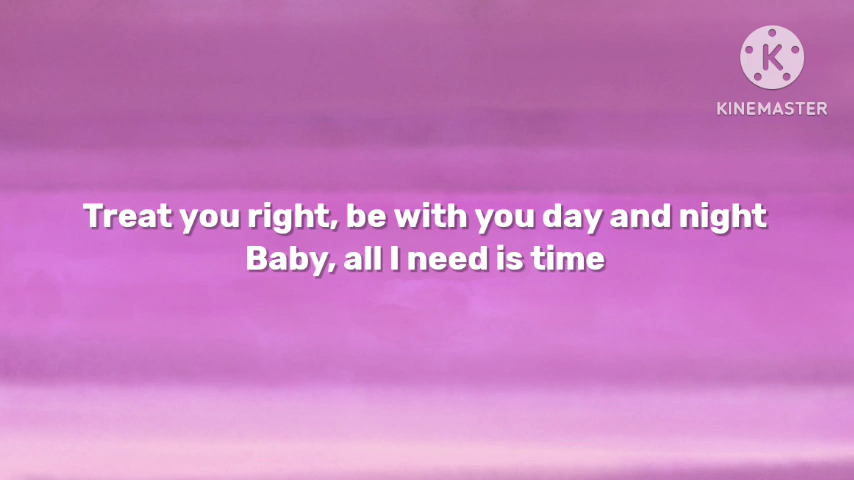 KINEMASTER
Treat you right, be with you day and night
Baby, all I need is time